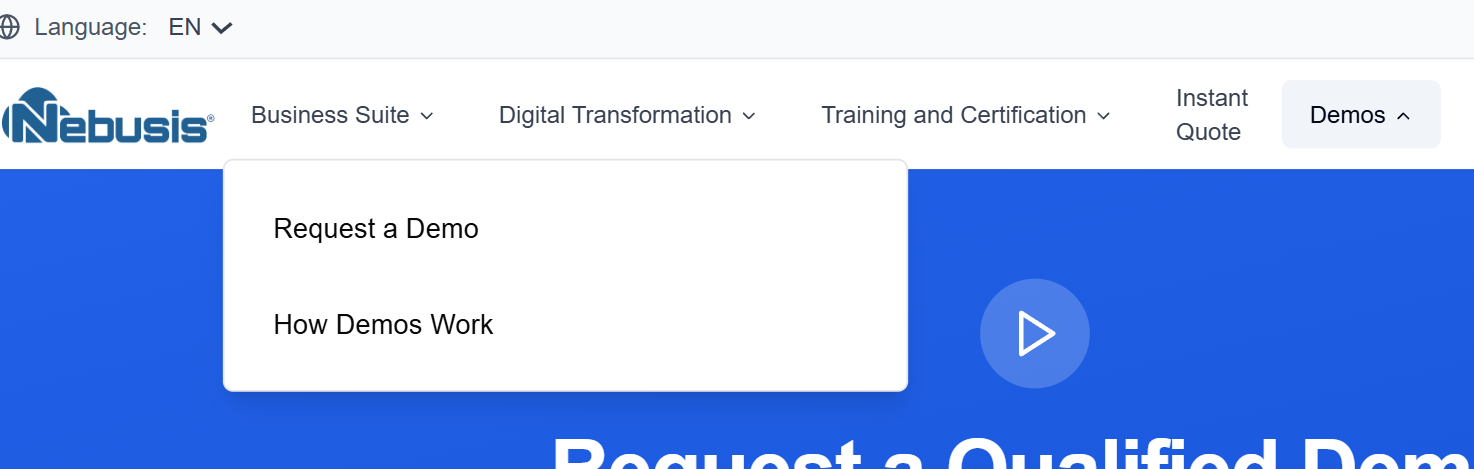 Language: EN
Nebusis®
Business Suite
Digital Transformation
Training and Certification
Instant
Quote
Demos
Request a Demo
How Demos Work
Request a Qualified Dem